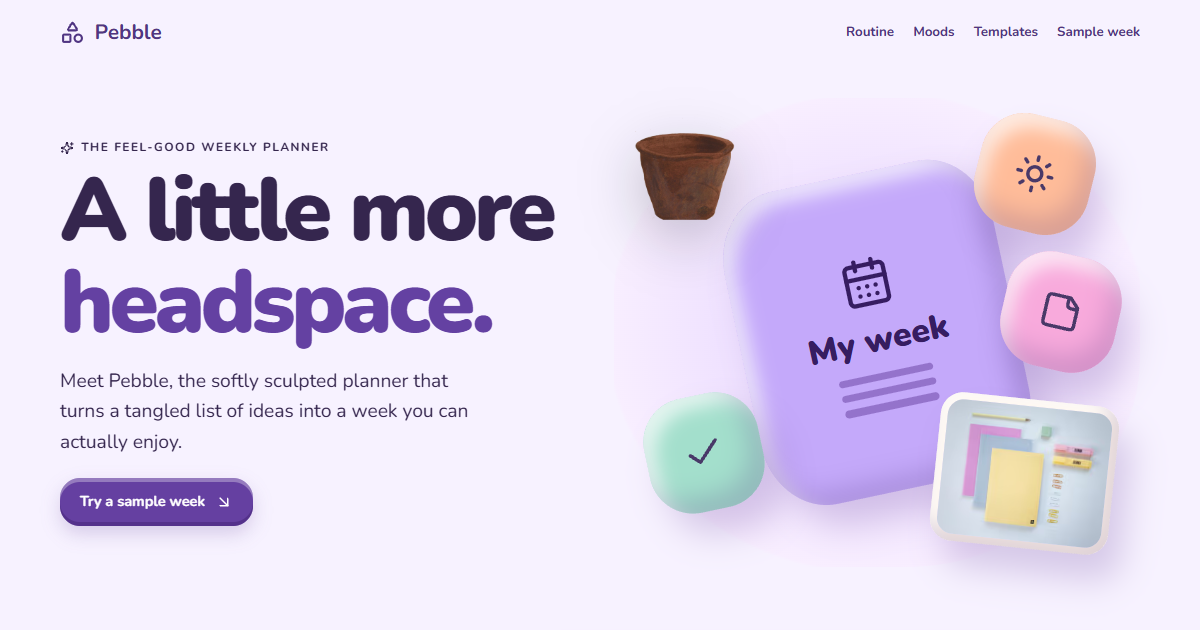 Pebble
Routine Moods Templates Sample week
THE FEEL-GOOD WEEKLY PLANNER
A little more
headspace.
Meet Pebble, the softly sculpted planner that
turns a tangled list of ideas into a week you can
actually enjoy.
Try a sample week
My week